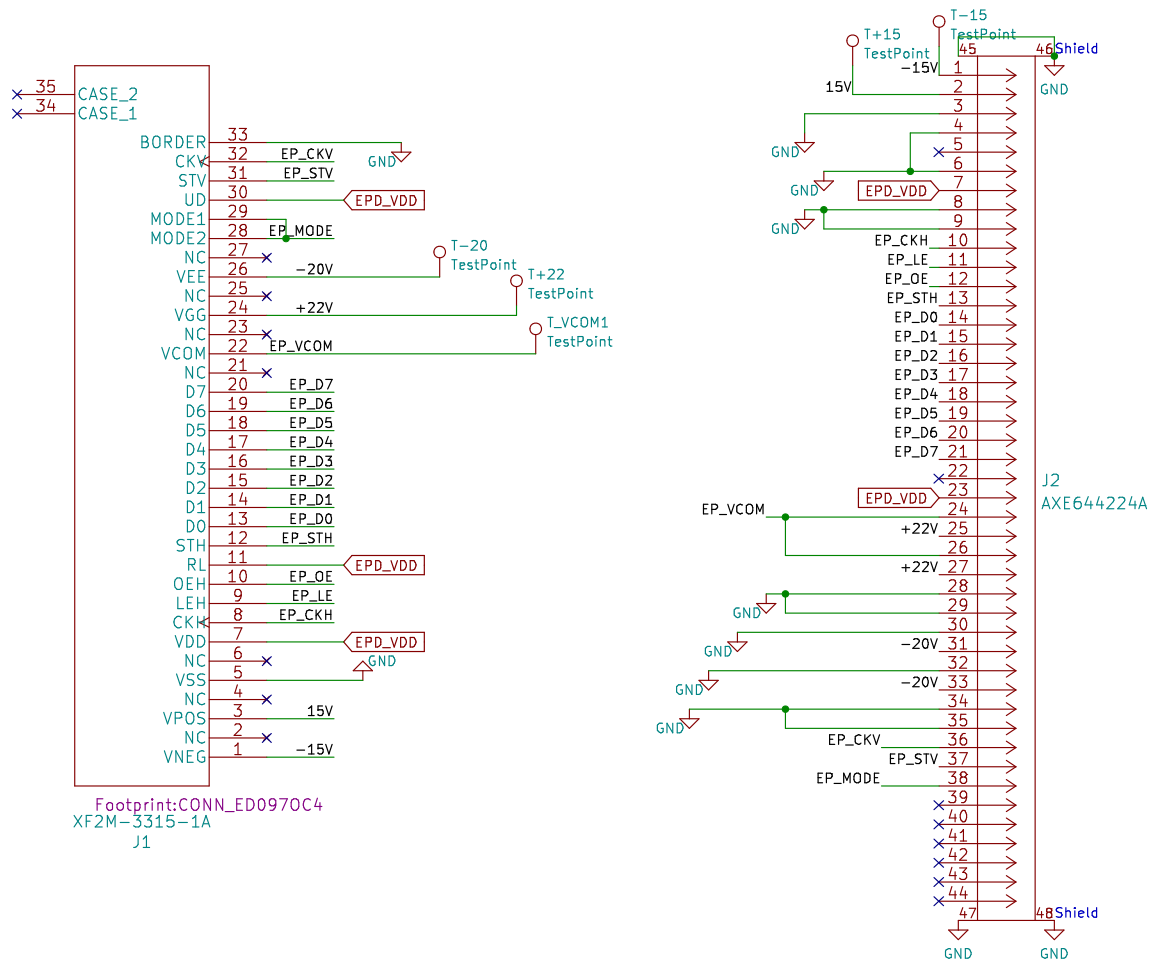 35 CASE_2
34 CASE_1
BORDER 33 GND
CKV 32 EP_CKV
STV 31 EP_STV
UD 30 EPD_VDD
MODE1 29
MODE2 28 EP_MODE
NC 27
VEE 26 -20V
T-20
TestPoint
NC 25
VGG 24 +22V
T+22
TestPoint
NC 23
VCOM 22 EP_VCOM
T_VCOM1
TestPoint
NC 21
D7 20 EP_D7
D6 19 EP_D6
D5 18 EP_D5
D4 17 EP_D4
D3 16 EP_D3
D2 15 EP_D2
D1 14 EP_D1
D0 13 EP_D0
STH 12 EP_STH
RL 11 EPD_VDD
OEH 10 EP_OE
LEH 9 EP_LE
CKH 8 EP_CKH
VDD 7 EPD_VDD
NC 6
GND
VSS 5
NC 4
VPOS 3 15V
NC 2
VNEG 1 -15V
Footprint:CONN_ED097OC4
XF2M-3315-1A
J1
T-15
TestPoint
T+15
TestPoint
45 46 Shield
GND
-15V 1
15V 2
3
GND
4
5
6
GND
EPD_VDD 7
8
GND
9
EP_CKH 10
EP_LE 11
EP_OE 12
EP_STH 13
EP_D0 14
EP_D1 15
EP_D2 16
EP_D3 17
EP_D4 18
EP_D5 19
EP_D6 20
EP_D7 21
22
J2
AXE644224A
EPD_VDD 23
EP_VCOM 24
+22V 25
26
+22V 27
28
GND
29
30
GND
-20V 31
32
GND
-20V 33
34
GND
35
EP_CKV 36
EP_STV 37
EP_MODE 38
39
40
41
42
43
44
47 48 Shield
GND GND